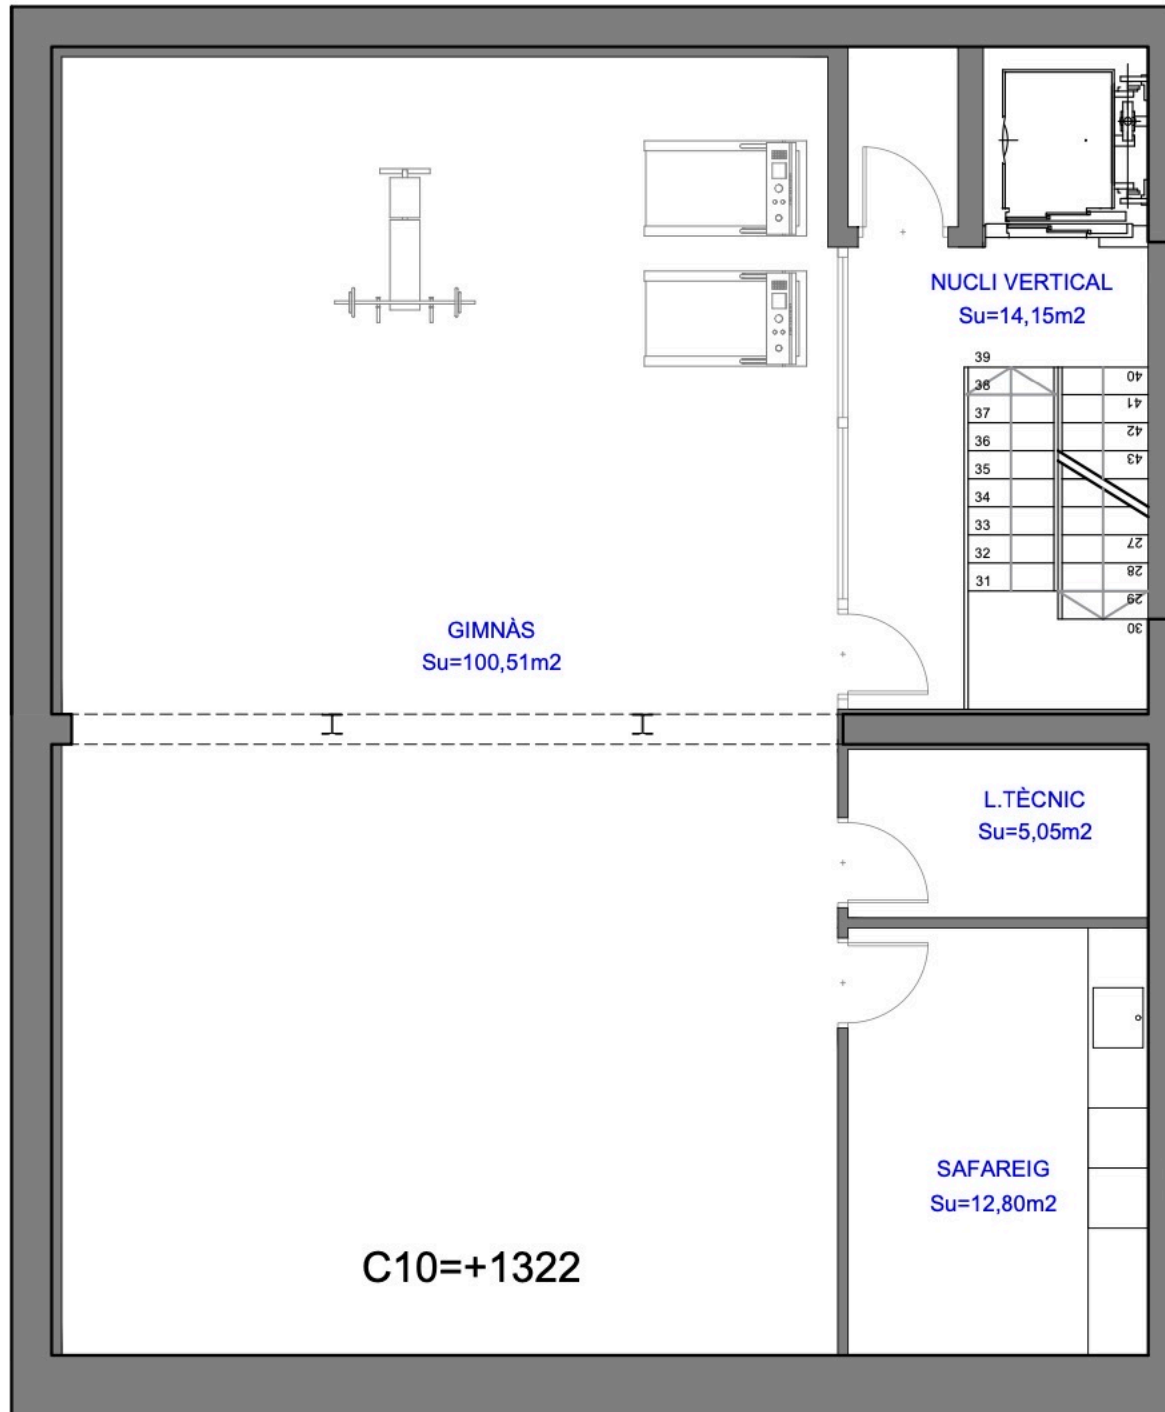 NUCLI VERTICAL
Su=14,15m2
39
38
37
36
35
34
33
32
31
40
41
42
43
27
28
29
30
GIMNÀS
Su=100,51m2
L.TÈCNIC
Su=5,05m2
SAFAREIG
Su=12,80m2
C10=+1322